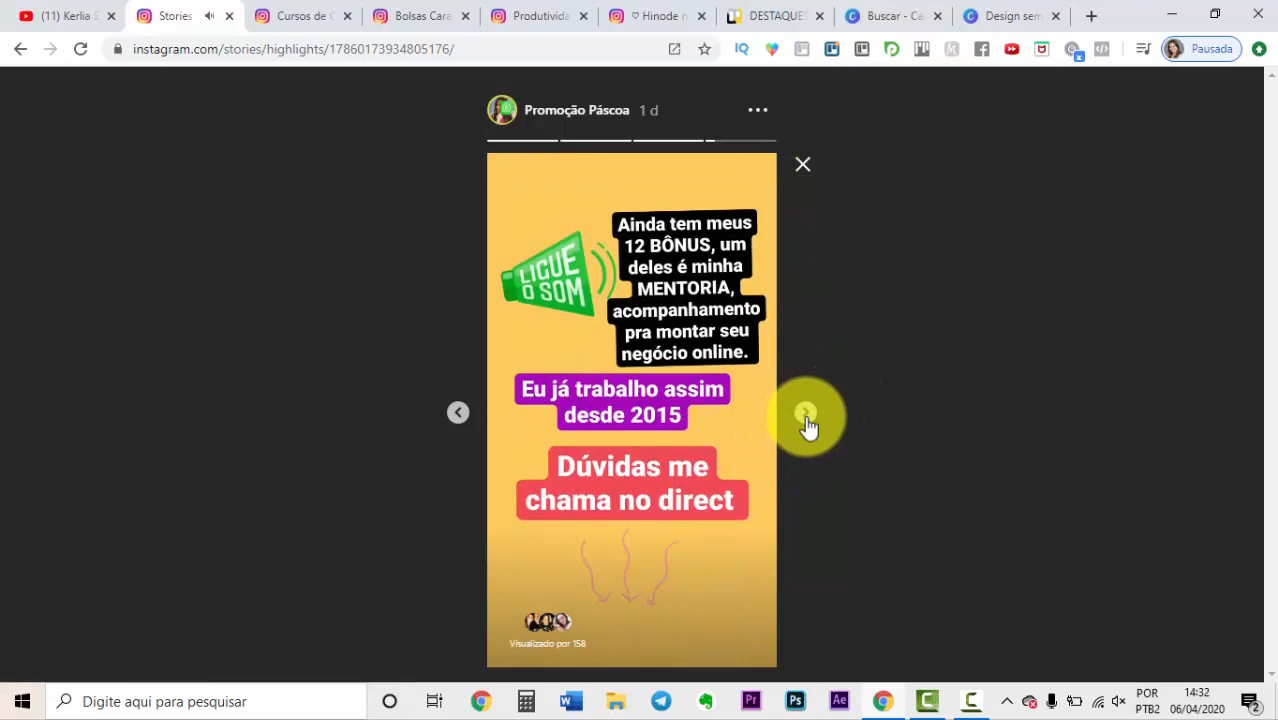 (11) Kerlia S
Stories
Cursos de C
Bolsas Cara
Produtivida
♡ Hinode n
DESTAQUE
Buscar - Ca
Design sem
instagram.com/stories/highlights/17860173934805176/
Pausada
Promoção Páscoa 1 d
LIGUE
O SOM
Ainda tem meus
12 BÔNUS, um
deles é minha
MENTORIA,
acompanhamento
pra montar seu
negócio online.
Eu já trabalho assim
desde 2015
Dúvidas me
chama no direct
Visualizado por 158
Digite aqui para pesquisar
POR
PTB2
14:32
06/04/2020
2